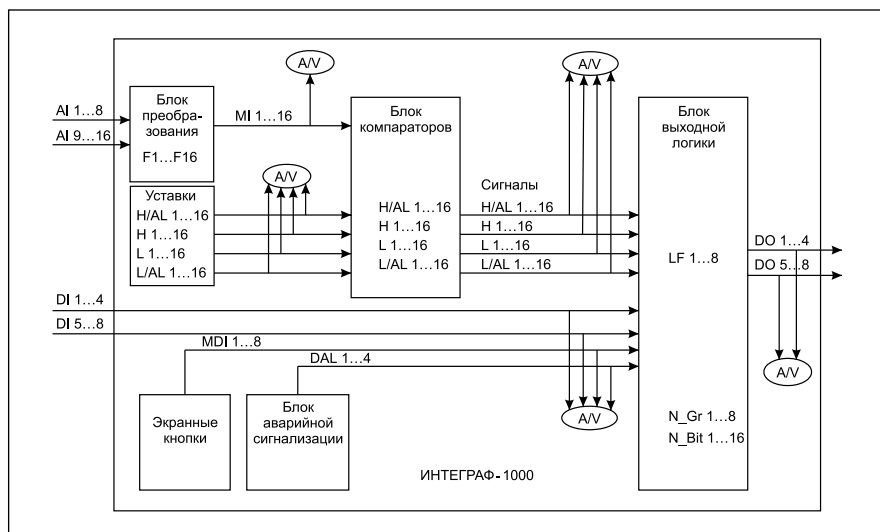 A/V
A/V
Блок
преобра-
зования
F1...F16
AI 1...8
AI 9...16
MI 1...16
Блок
компараторов
H/AL 1...16
H 1...16
L 1...16
L/AL 1...16
Блок
выходной
логики
LF 1...8
N_Gr 1...8
N_Bit 1...16
A/V
Уставки
H/AL 1...16
H 1...16
L 1...16
L/AL 1...16
Сигналы
H/AL 1...16
H 1...16
L 1...16
L/AL 1...16
DO 1...4
DO 5...8
DI 1...4
DI 5...8
MDI 1...8
DAL 1...4
A/V
A/V
Экранные
кнопки
Блок
аварийной
сигнализации
ИНТЕГРАФ-1000